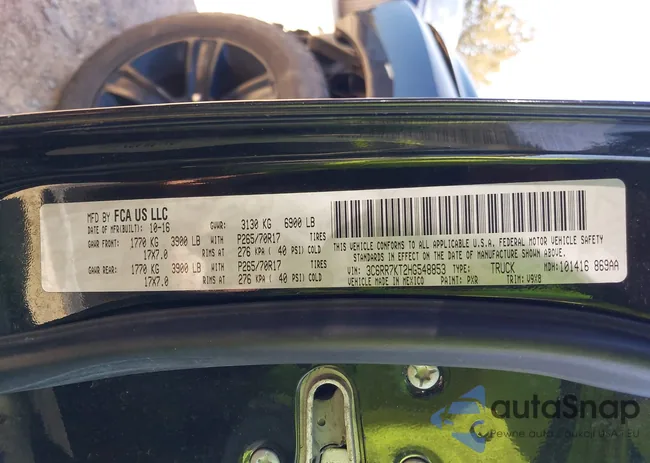 MFD BY FCA US LLC
DATE OF MFR(BUILT): 10-16
GVWR: 3130 KG 6900 LB
GAWR FRONT: 1770 KG 3900 LB WITH P265/70R17 TIRES
17X7.0 RIMS AT 276 KPA( 40 PSI) COLD
GAWR REAR: 1770 KG 3900 LB WITH P265/70R17 TIRES
17X7.0 RIMS AT 276 KPA( 40 PSI) COLD
THIS VEHICLE CONFORMS TO ALL APPLICABLE U.S.A. FEDERAL MOTOR VEHICLE SAFETY
STANDARDS IN EFFECT ON THE DATE OF MANUFACTURE SHOWN ABOVE.
VIN: 3C6RR7KT2HG548853 TYPE: TRUCK MDH: 101416 869AA
VEHICLE MADE IN MEXICO PAINT: PXR TRIM: V9X8
autaSnap